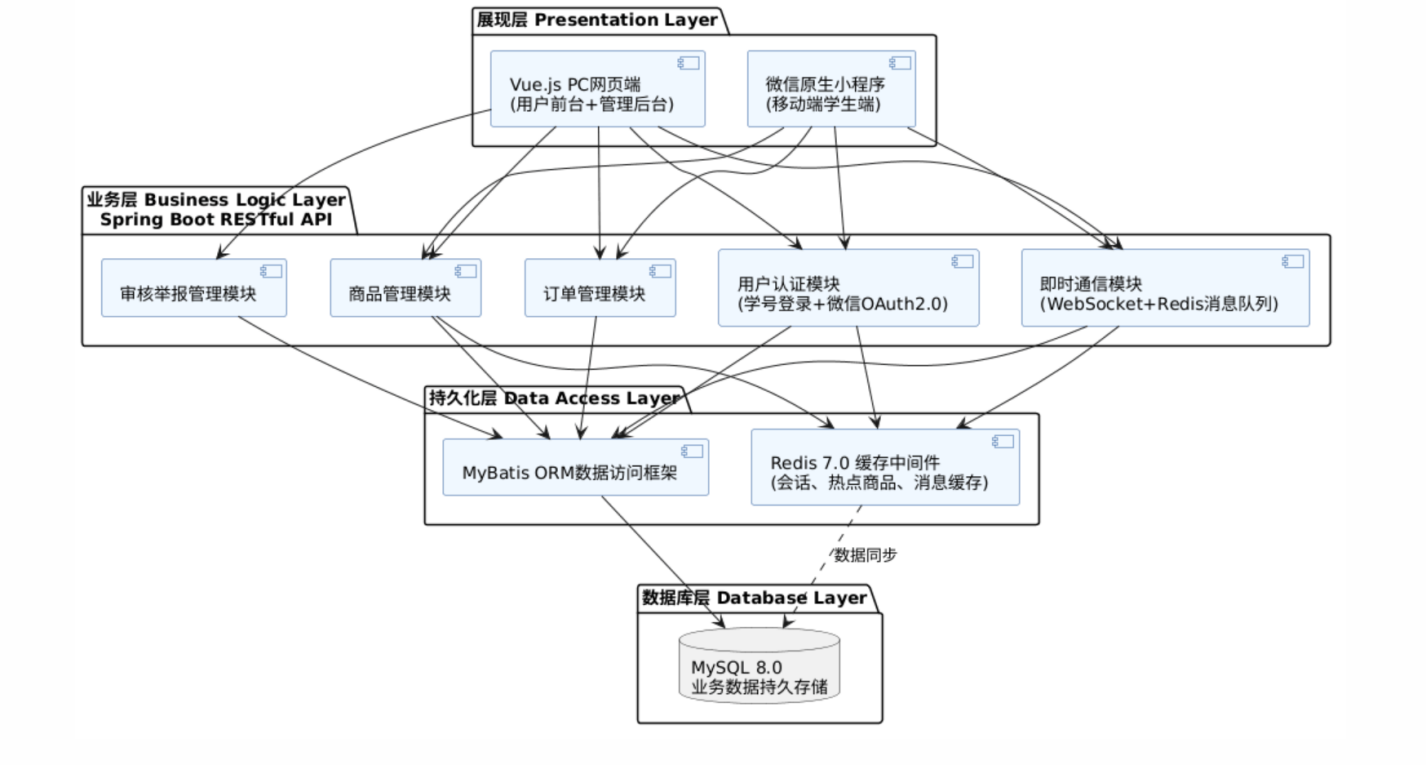 展现层 Presentation Layer
Vue.js PC网页端
(用户前台+管理后台)
微信原生小程序
(移动端学生端)
业务层 Business Logic Layer
Spring Boot RESTful API
审核举报管理模块
商品管理模块
订单管理模块
用户认证模块
(学号登录+微信OAuth2.0)
即时通信模块
(WebSocket+Redis消息队列)
持久化层 Data Access Layer
MyBatis ORM数据访问框架
Redis 7.0 缓存中间件
(会话、热点商品、消息缓存)
数据同步
数据库层 Database Layer
MySQL 8.0
业务数据持久存储